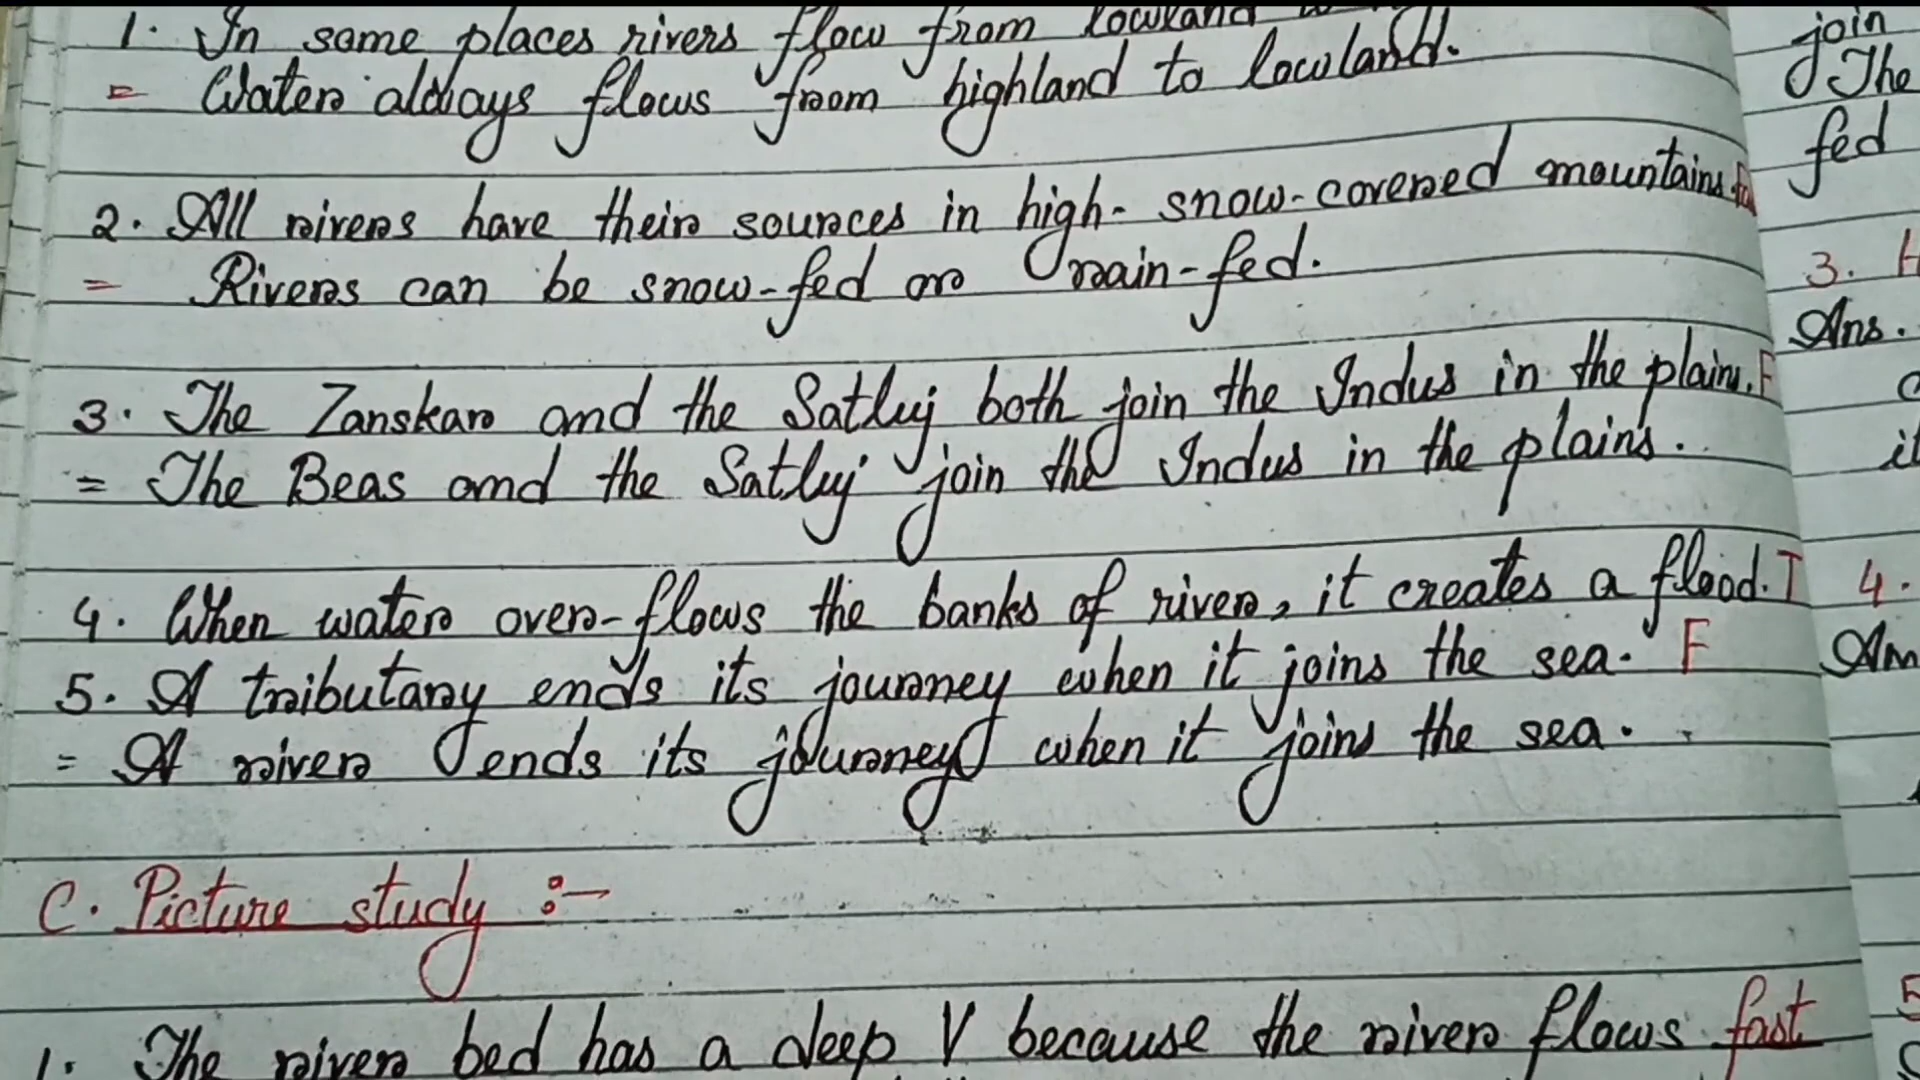 1. In some places rivers flow from lowland
= Water always flows from highland to lowland.
2. All rivers have their sources in high-snow-covered mountains.
= Rivers can be snow-fed or rain-fed.
3. The Zanskar and the Satluj both join the Indus in the plains. F
= The Beas and the Satluj join the Indus in the plains.
4. When water over-flows the banks of river, it creates a flood. T
5. A tributary ends its journey when it joins the sea. F
= A river ends its journey when it joins the sea.
C. Picture study :-
1. The river bed has a deep V because the river flows fast
join
The
fed
3. H
Ans.
it
4.
5